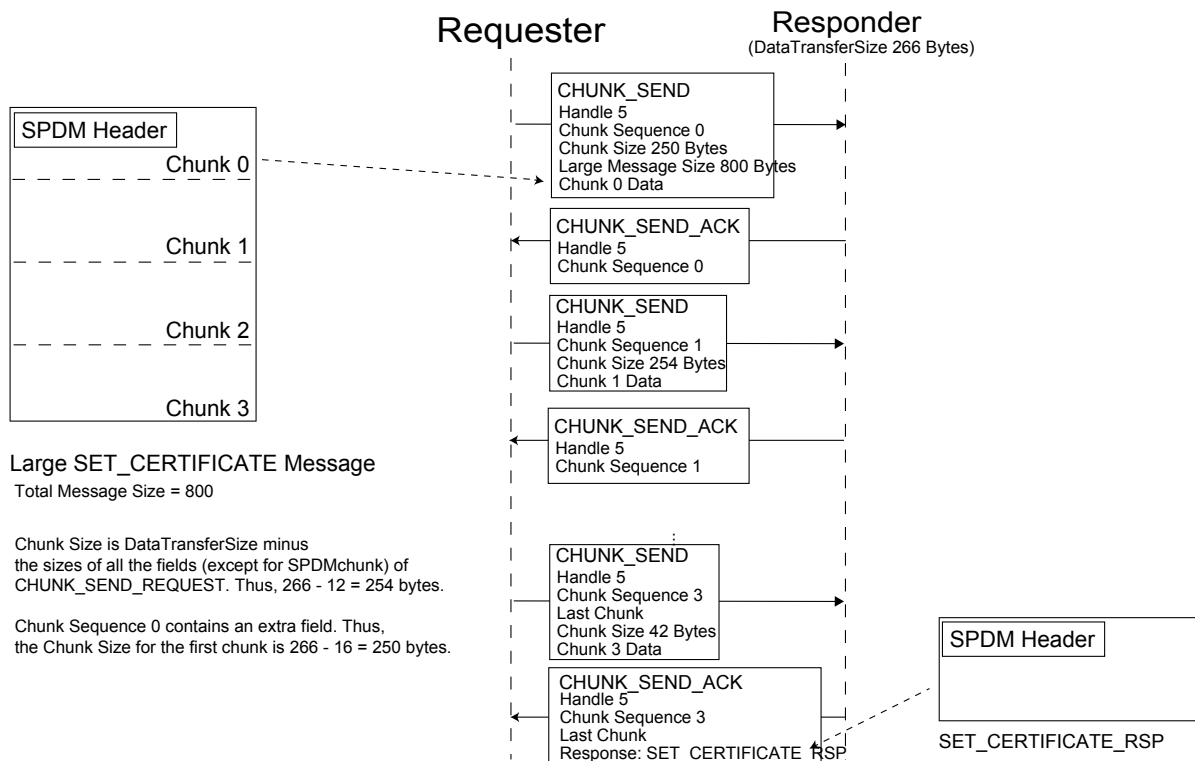 Requester
Responder
(DataTransferSize 266 Bytes)
SPDM Header
Chunk 0
Chunk 1
Chunk 2
Chunk 3
Large SET_CERTIFICATE Message
Total Message Size = 800
Chunk Size is DataTransferSize minus
the sizes of all the fields (except for SPDMchunk) of
CHUNK_SEND_REQUEST. Thus, 266 - 12 = 254 bytes.
Chunk Sequence 0 contains an extra field. Thus,
the Chunk Size for the first chunk is 266 - 16 = 250 bytes.
CHUNK_SEND
Handle 5
Chunk Sequence 0
Chunk Size 250 Bytes
Large Message Size 800 Bytes
Chunk 0 Data
CHUNK_SEND_ACK
Handle 5
Chunk Sequence 0
CHUNK_SEND
Handle 5
Chunk Sequence 1
Chunk Size 254 Bytes
Chunk 1 Data
CHUNK_SEND_ACK
Handle 5
Chunk Sequence 1
CHUNK_SEND
Handle 5
Chunk Sequence 3
Last Chunk
Chunk Size 42 Bytes
Chunk 3 Data
CHUNK_SEND_ACK
Handle 5
Chunk Sequence 3
Last Chunk
Response: SET_CERTIFICATE_RSP
SPDM Header
SET_CERTIFICATE_RSP